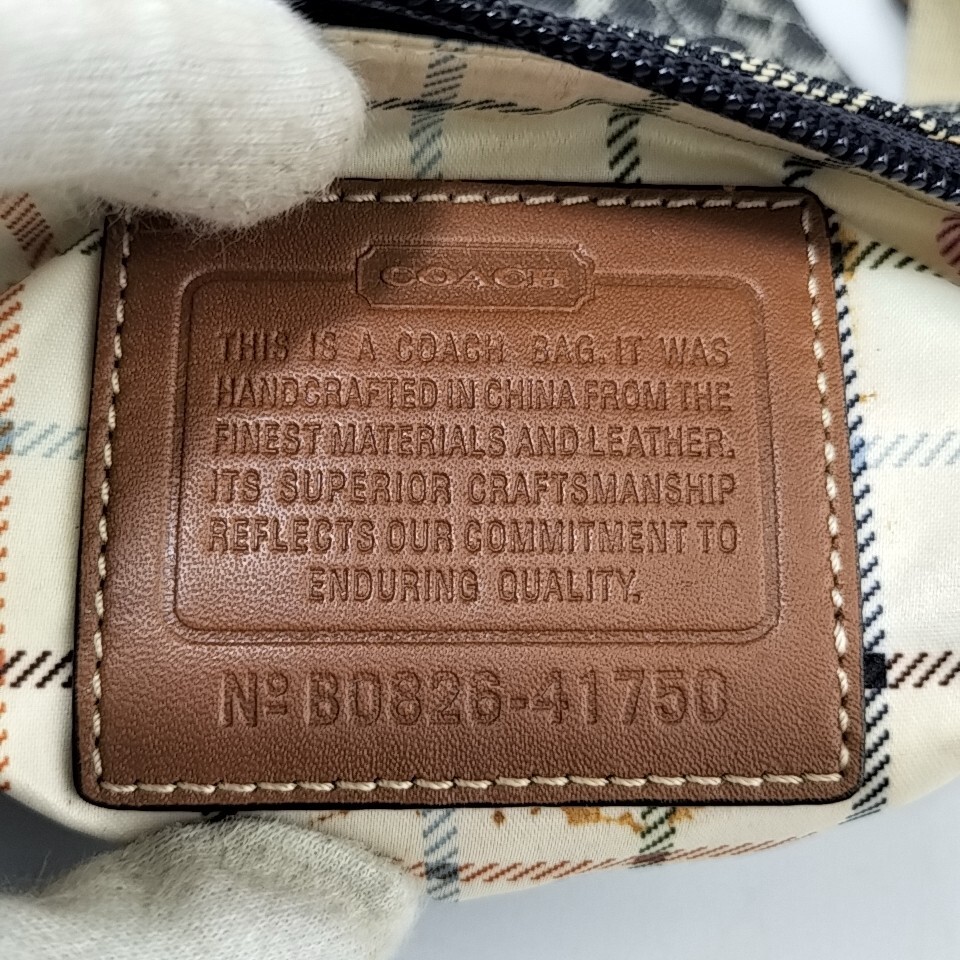 COACH
THIS IS A COACH BAG. IT WAS
HANDCRAFTED IN CHINA FROM THE
FINEST MATERIALS AND LEATHER.
ITS SUPERIOR CRAFTSMANSHIP
REFLECTS OUR COMMITMENT TO
ENDURING QUALITY.
Nº B0826-41750